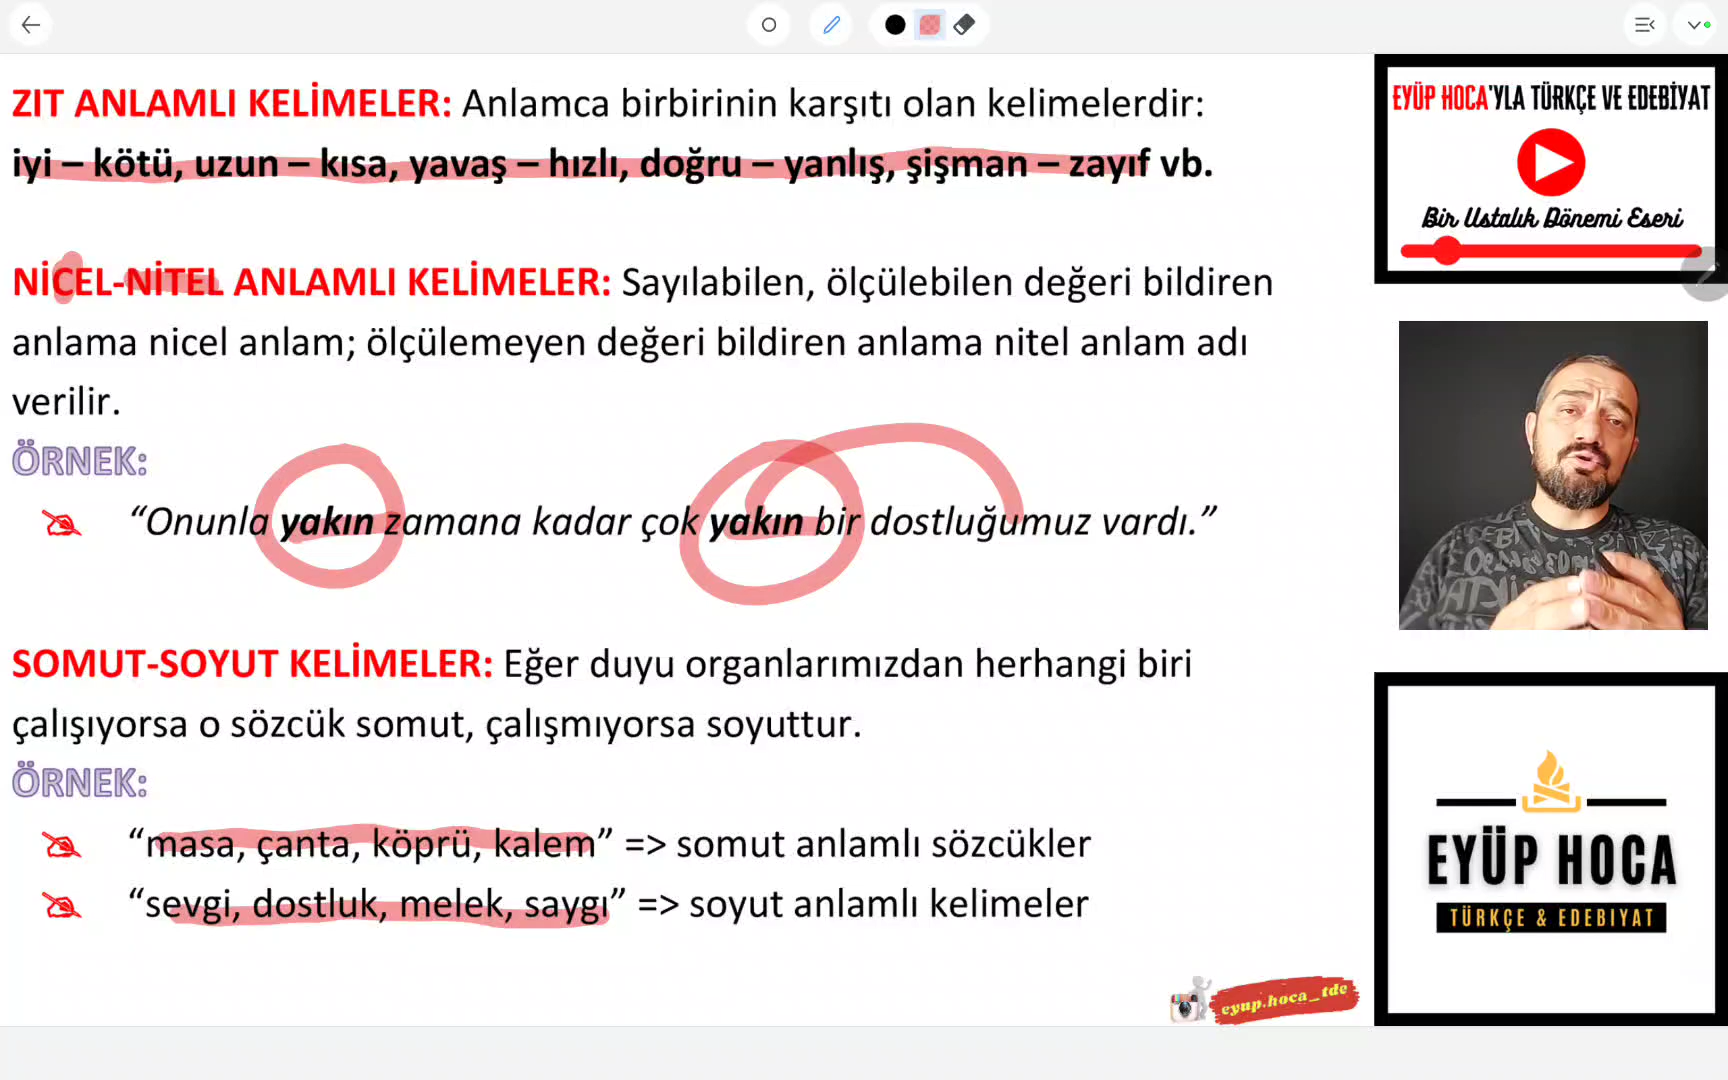 ZIT ANLAMLI KELİMELER: Anlamca birbirinin karşıtı olan kelimelerdir:
iyi – kötü, uzun – kısa, yavaş – hızlı, doğru – yanlış, şişman – zayıf vb.
NİCEL-NİTEL ANLAMLI KELİMELER: Sayılabilen, ölçülebilen değeri bildiren
anlama nicel anlam; ölçülemeyen değeri bildiren anlama nitel anlam adı
verilir.
ÖRNEK:
“Onunla yakın zamana kadar çok yakın bir dostluğumuz vardı.”
SOMUT-SOYUT KELİMELER: Eğer duyu organlarımızdan herhangi biri
çalışıyorsa o sözcük somut, çalışmıyorsa soyuttur.
ÖRNEK:
“masa, çanta, köprü, kalem” => somut anlamlı sözcükler
“sevgi, dostluk, melek, saygı” => soyut anlamlı kelimeler
eyup.hoca_tde
EYÜP HOCA'YLA TÜRKÇE VE EDEBİYAT
Bir Ustalık Dönemi Eseri
EYÜP HOCA
TÜRKÇE & EDEBIYAT